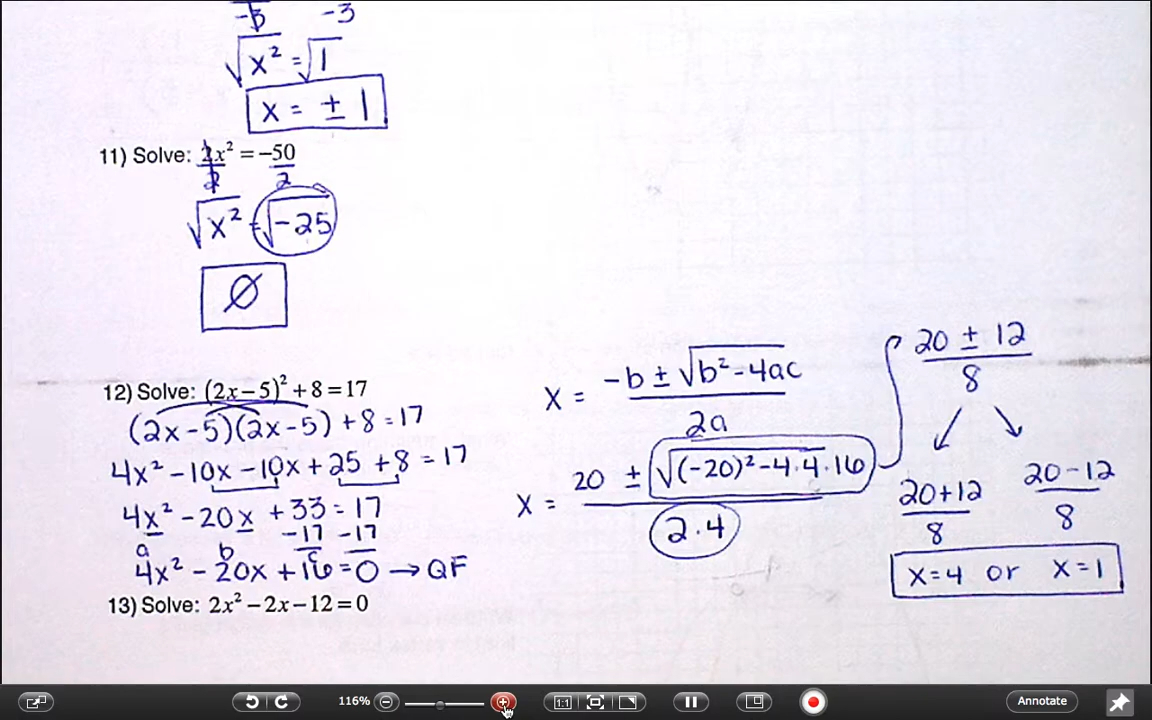 -5 -3
√x² = √1
x = ± 1
11) Solve: 2x² = -50
2 2
√x² = √-25
∅
12) Solve: (2x-5)² + 8 = 17
(2x-5)(2x-5) + 8 = 17
4x² - 10x - 10x + 25 + 8 = 17
4x² - 20x + 33 = 17
-17 -17
a b c
4x² - 20x + 16 = 0 → QF
x = -b ± √b² - 4ac
2a
x = 20 ± √(-20)² - 4·4·16
2·4
20 ± 12
8
20+12 20-12
8 8
x=4 or x=1
13) Solve: 2x² - 2x - 12 = 0
116% 1:1 Annotate